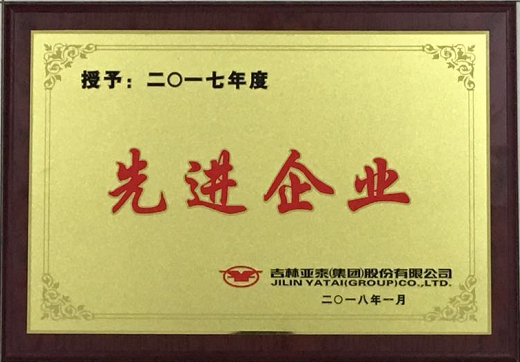 授予：二〇一七年度
先进企业
吉林亚泰(集团)股份有限公司
JILIN YATAI(GROUP)CO.,LTD.
二〇一八年一月